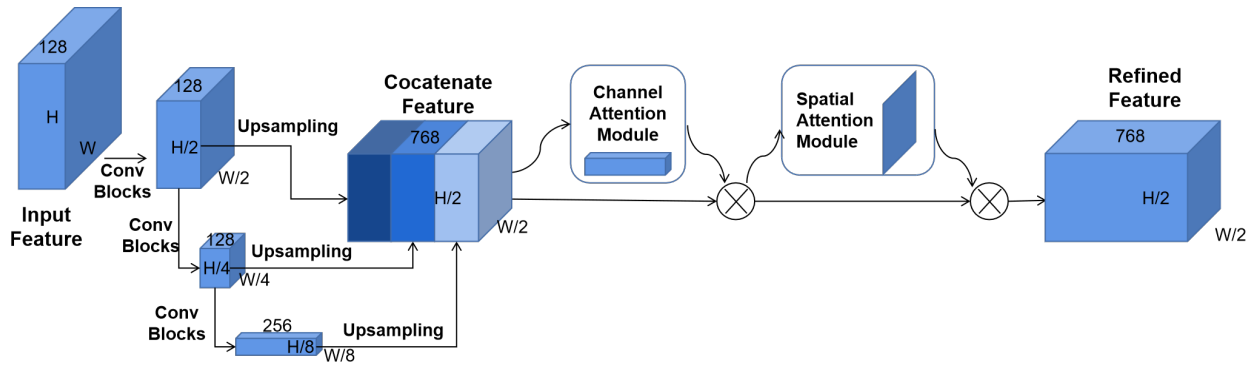 128
H
W
Input
Feature
Conv
Blocks
128
H/2
W/2
Upsampling
Conv
Blocks
128
H/4
W/4
Upsampling
Conv
Blocks
256
H/8
W/8
Upsampling
Cocatenate
Feature
768
H/2
W/2
Channel
Attention
Module
Spatial
Attention
Module
Refined
Feature
768
H/2
W/2